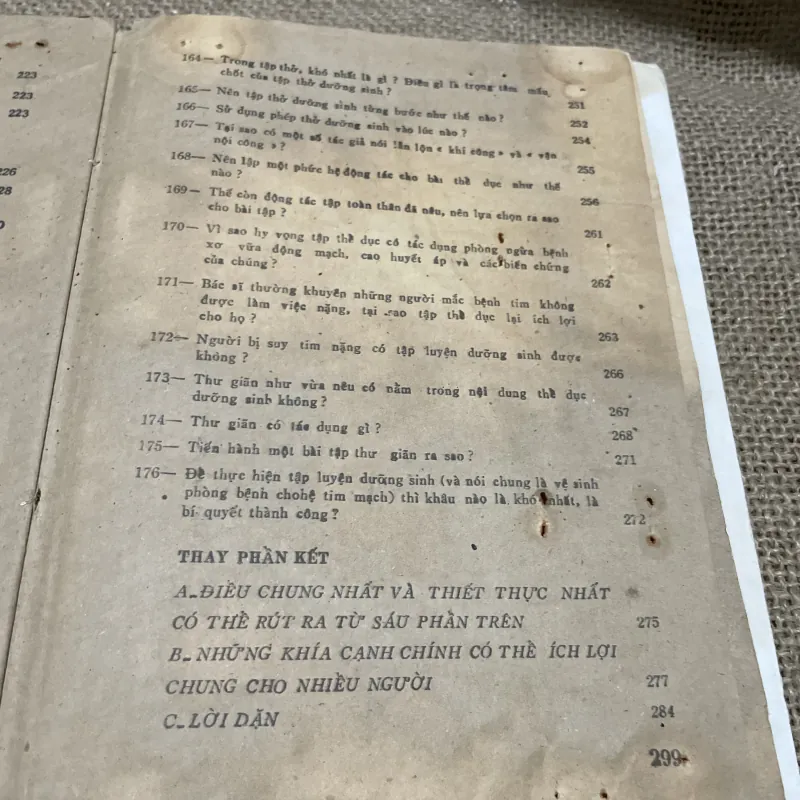 223
223
223
226
28
164— Trong tập thở, khó nhất là gì ? Điều gì là trọng tâm mấu
chốt của tập thở dưỡng sinh ? 251
165— Nên tập thở dưỡng sinh từng bước như thế nào ? 252
166— Sử dụng phép thở dưỡng sinh vào lúc nào ? 254
167— Tại sao có một số tác giả nói lẫn lộn « khí công » và « vận
nội công » ? 255
168— Nên lập một phức hệ động tác cho bài thể dục như thế
nào ? 256
169— Thế còn động tác tập toàn thân đã nêu, nên lựa chọn ra sao
cho bài tập ? 261
170— Vì sao hy vọng tập thể dục có tác dụng phòng ngừa bệnh
xơ vữa động mạch, cao huyết áp và các biến chứng
của chúng ? 262
171— Bác sĩ thường khuyên những người mắc bệnh tim không
được làm việc nặng, tại sao tập thể dục lại ích lợi
cho họ ? 263
172— Người bị suy tim nặng có tập luyện dưỡng sinh được
không ? 266
173— Thư giãn như vừa nêu có nằm trong nội dung thể dục
dưỡng sinh không ? 267
174— Thư giãn có tác dụng gì ? 268
175— Tiến hành một bài tập thư giãn ra sao ? 271
176— Để thực hiện tập luyện dưỡng sinh (và nói chung là vệ sinh
phòng bệnh chohệ tim mạch) thì khâu nào là khó nhất, là
bí quyết thành công ? 272
THAY PHẦN KẾT
A_ĐIỀU CHUNG NHẤT VÀ THIẾT THỰC NHẤT
CÓ THỂ RÚT RA TỪ SÁU PHẦN TRÊN 275
B_NHỮNG KHÍA CẠNH CHÍNH CÓ THỂ ÍCH LỢI
CHUNG CHO NHIỀU NGƯỜI 277
C_LỜI DẶN 284
299